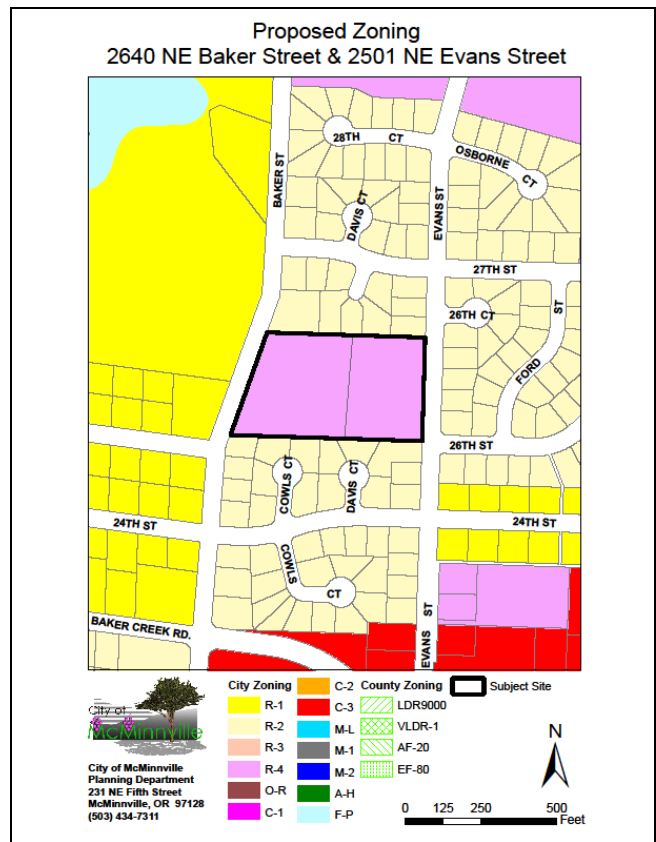 Proposed Zoning
2640 NE Baker Street & 2501 NE Evans Street
28TH CT
OSBORNE CT
BAKER ST
EVANS ST
DAVIS CT
27TH ST
26TH CT
FORD ST
26TH ST
COWLS CT
DAVIS CT
24TH ST
24TH ST
COWLS CT
BAKER CREEK RD.
EVANS ST
City of
McMinnville
City of McMinnville
Planning Department
231 NE Fifth Street
McMinnville, OR 97128
(503) 434-7311
City Zoning
R-1
R-2
R-3
R-4
O-R
C-1
C-2
C-3
M-L
M-1
M-2
A-H
F-P
County Zoning
LDR9000
VLDR-1
AF-20
EF-80
Subject Site
N
0 125 250 500
Feet